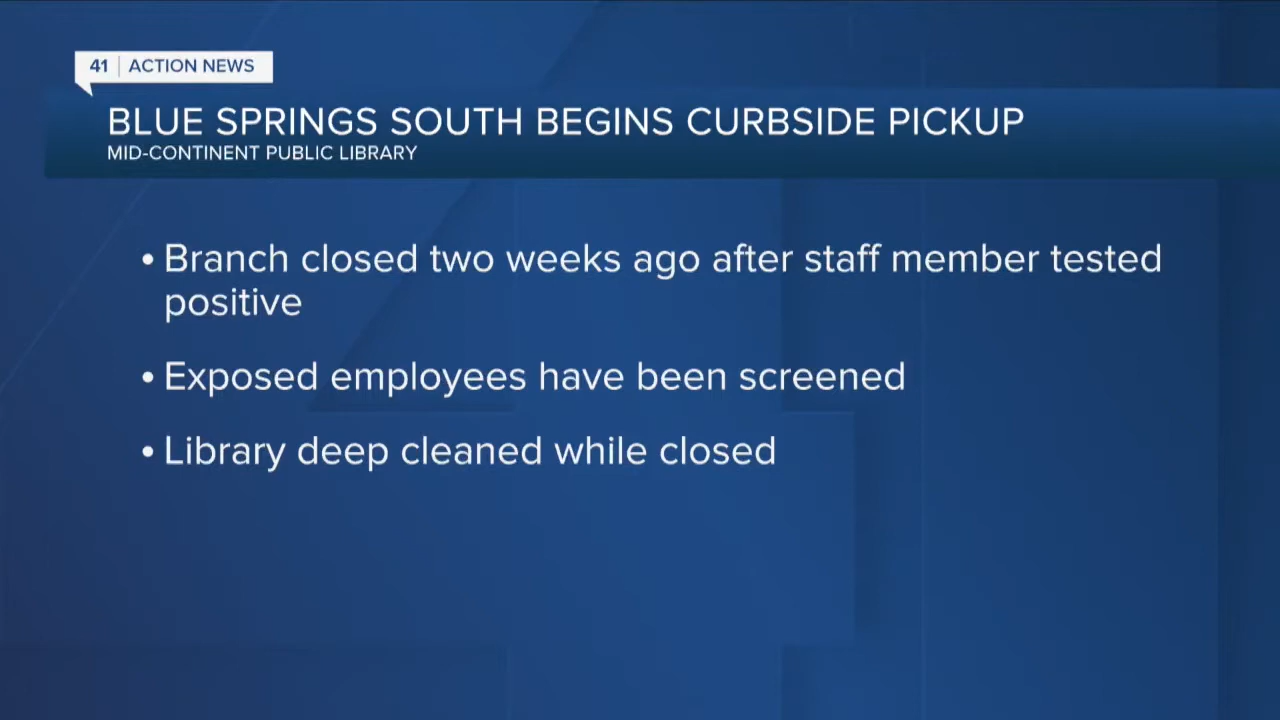 41 | ACTION NEWS
BLUE SPRINGS SOUTH BEGINS CURBSIDE PICKUP
MID-CONTINENT PUBLIC LIBRARY
• Branch closed two weeks ago after staff member tested
positive
• Exposed employees have been screened
• Library deep cleaned while closed